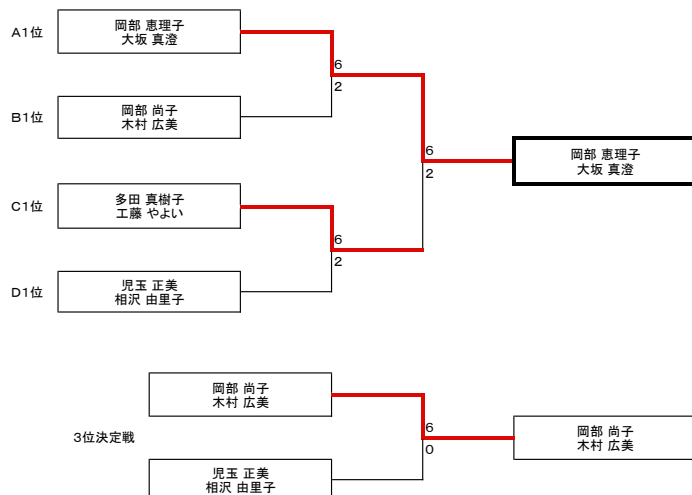 A1位
岡部 恵理子
大坂 真澄
6
2
B1位
岡部 尚子
木村 広美
6
2
岡部 恵理子
大坂 真澄
C1位
多田 真樹子
工藤 やよい
6
2
D1位
児玉 正美
相沢 由里子
3位決定戦
岡部 尚子
木村 広美
6
0
岡部 尚子
木村 広美
児玉 正美
相沢 由里子